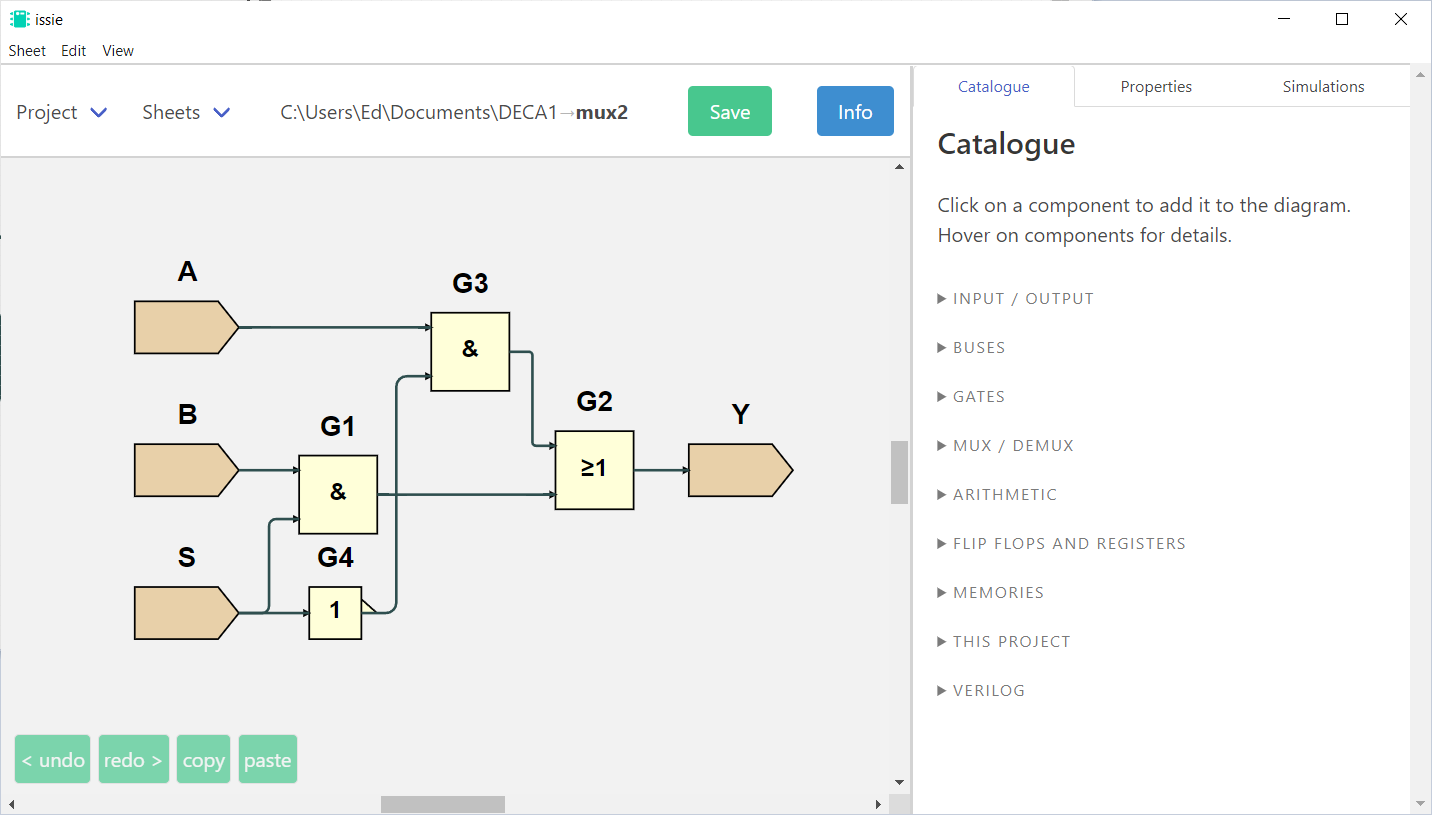 issie
Sheet Edit View
Project Sheets C:\Users\Ed\Documents\DECA1→mux2 Save Info
Catalogue Properties Simulations
Catalogue
Click on a component to add it to the diagram.
Hover on components for details.
INPUT / OUTPUT
BUSES
GATES
MUX / DEMUX
ARITHMETIC
FLIP FLOPS AND REGISTERS
MEMORIES
THIS PROJECT
VERILOG
A
G3
&
B
G1
&
G2
≥1
Y
S
G4
1
< undo redo > copy paste